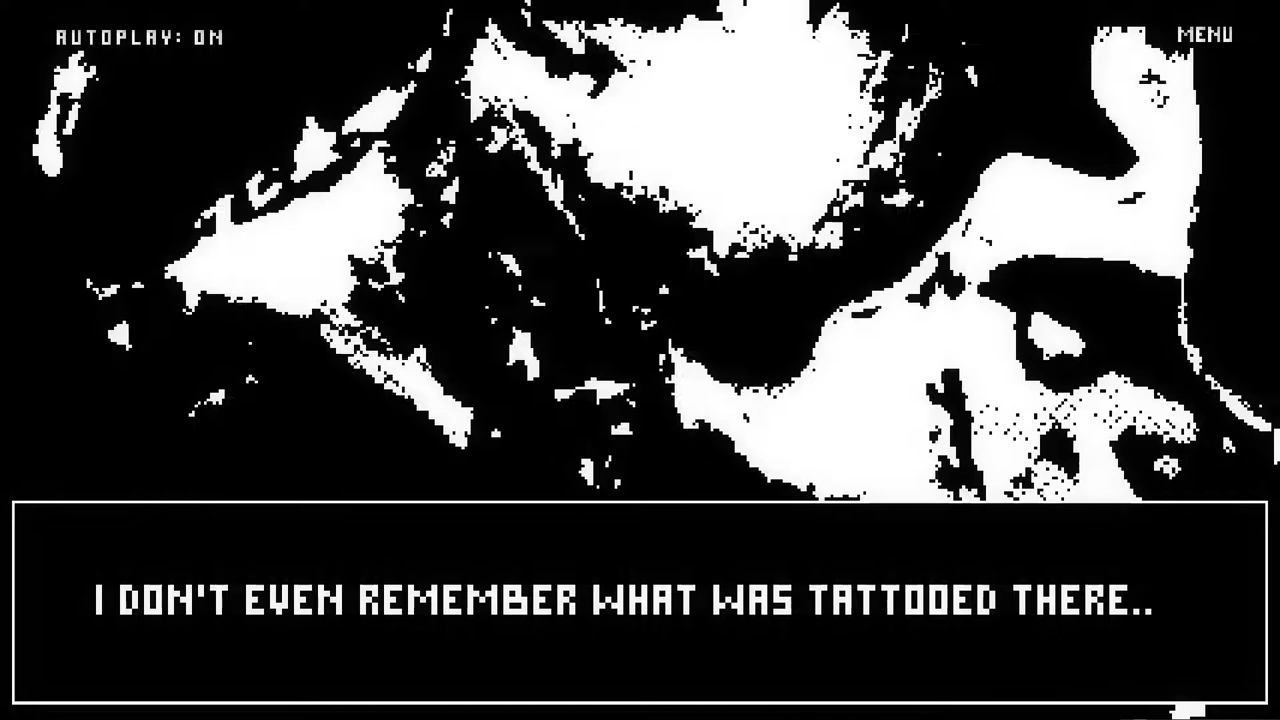 AUTOPLAY: ON
MENU
I DON'T EVEN REMEMBER WHAT WAS TATTOOED THERE..